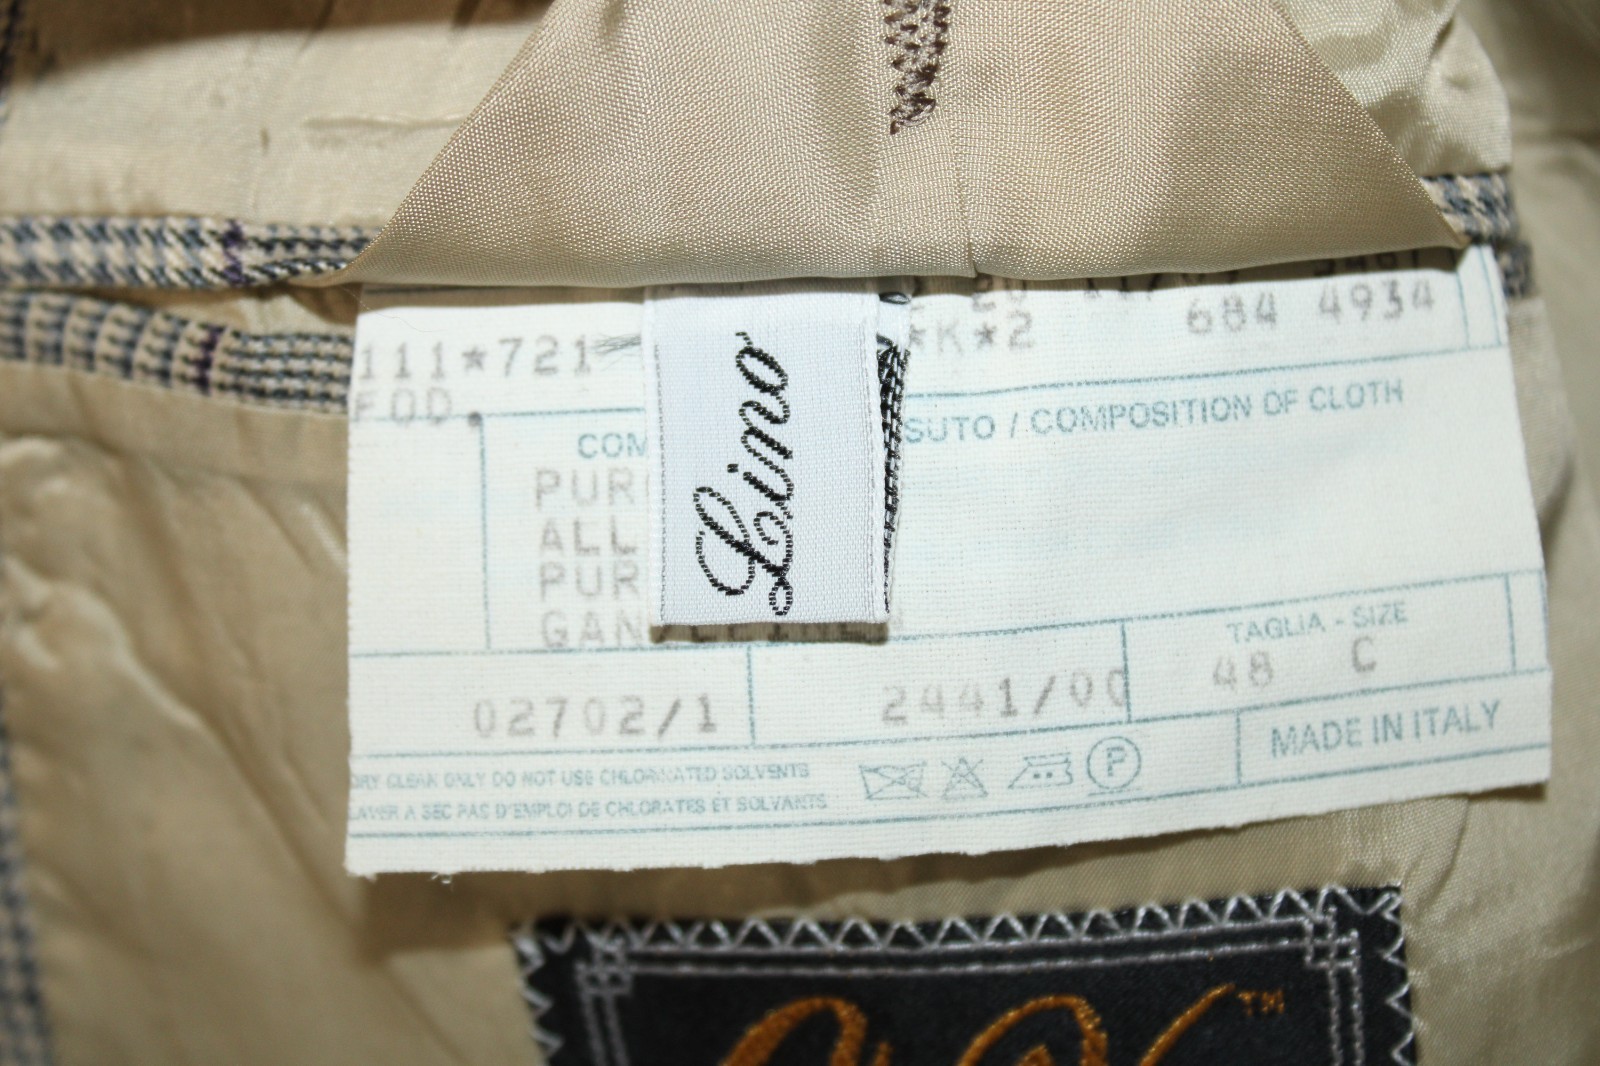 684 4934
111*721 *K*2
FOD.
COM SUTO / COMPOSITION OF CLOTH
PUR
ALL
PUR
GAN
Lino
TAGLIA - SIZE
48 C
02702/1 2441/00
MADE IN ITALY
DRY CLEAN ONLY DO NOT USE CHLORINATED SOLVENTS
LAVER A SEC PAS D'EMPLOI DE CHLORATES ET SOLVANTS
P
TM